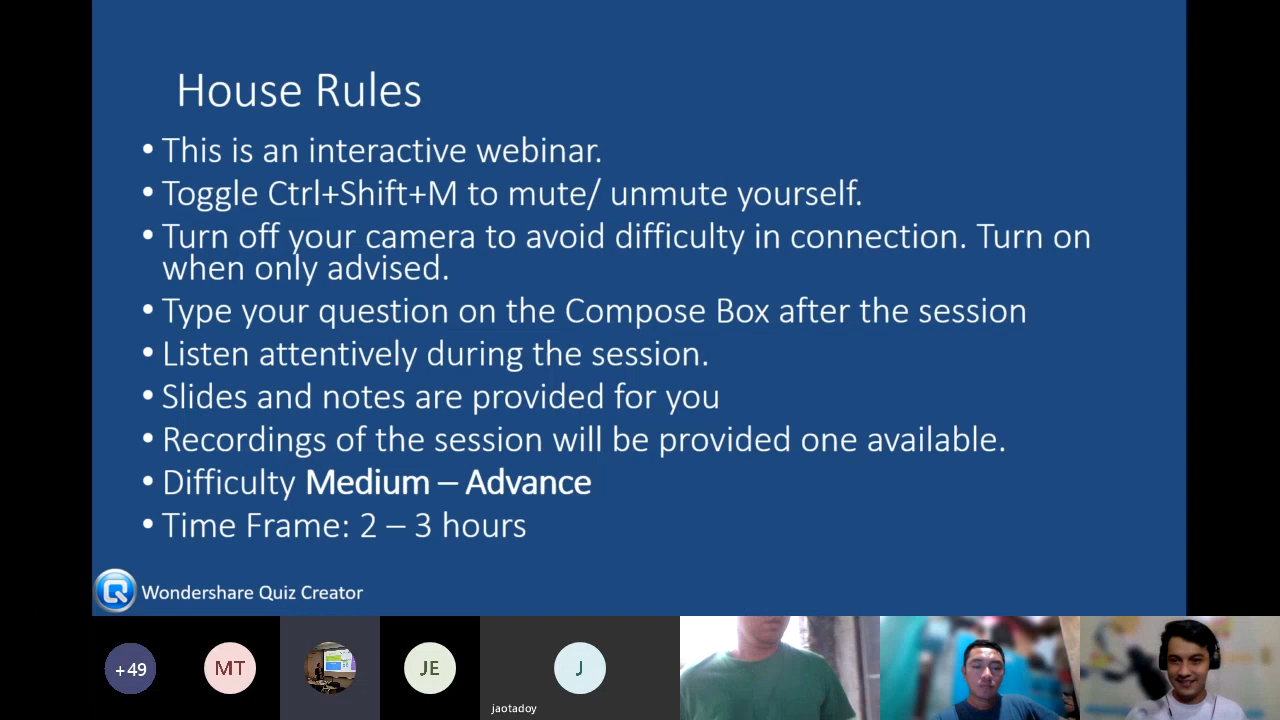 House Rules
• This is an interactive webinar.
• Toggle Ctrl+Shift+M to mute/ unmute yourself.
• Turn off your camera to avoid difficulty in connection. Turn on
when only advised.
• Type your question on the Compose Box after the session
• Listen attentively during the session.
• Slides and notes are provided for you
• Recordings of the session will be provided one available.
• Difficulty Medium – Advance
• Time Frame: 2 – 3 hours
Wondershare Quiz Creator
+49
MT
JE
J
jaotadoy